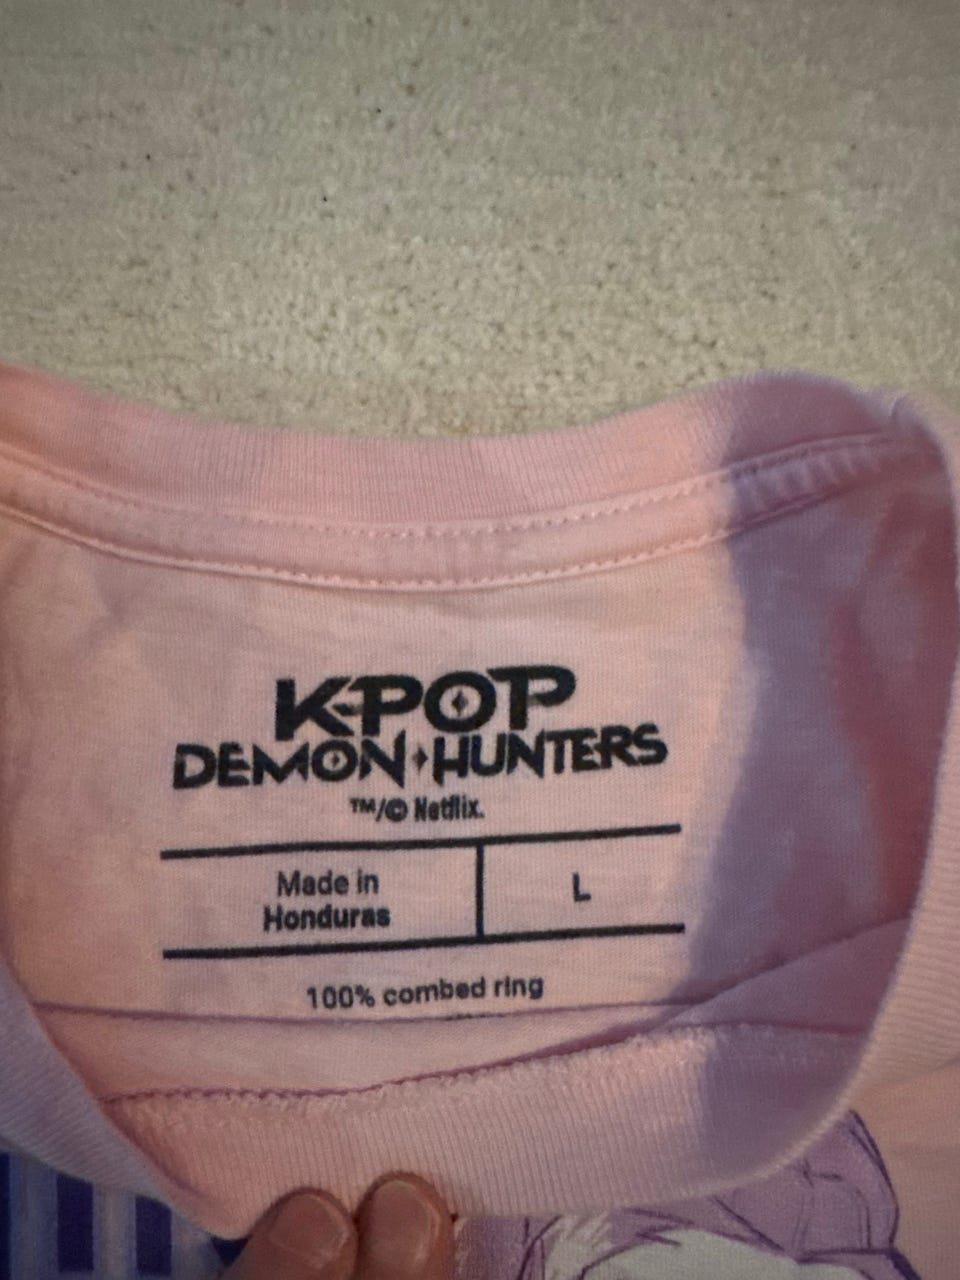 K-POP
DEMON HUNTERS
™/© Netflix.
Made in
Honduras
L
100% combed ring